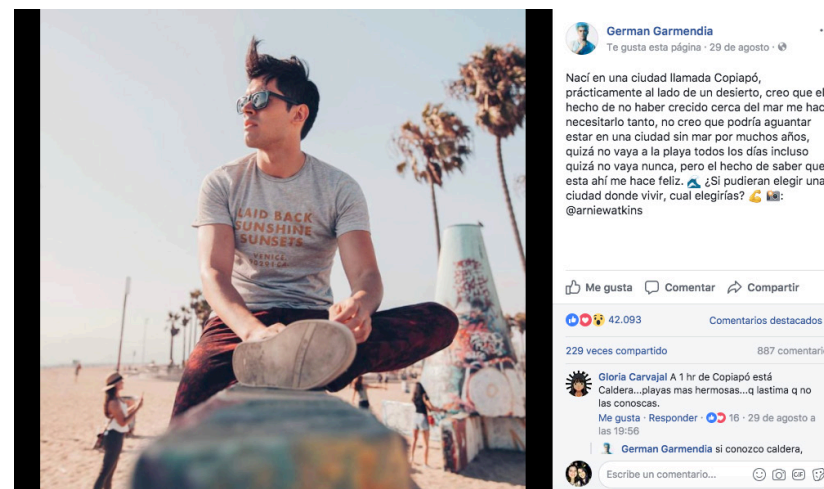 LAID BACK
SUNSHINE
SUNSETS
VENICE
German Garmendia
Te gusta esta página · 29 de agosto ·
Nací en una ciudad llamada Copiapó,
prácticamente al lado de un desierto, creo que el
hecho de no haber crecido cerca del mar me hac
necesitarlo tanto, no creo que podría aguantar
estar en una ciudad sin mar por muchos años,
quizá no vaya a la playa todos los días incluso
quizá no vaya nunca, pero el hecho de saber que
esta ahí me hace feliz. 🌊 ¿Si pudieran elegir una
ciudad donde vivir, cual elegirías? 💪 📸:
@arniewatkins
Me gusta Comentar Compartir
42.093 Comentarios destacados
229 veces compartido 887 comentario
Gloria Carvajal A 1 hr de Copiapó está
Caldera...playas mas hermosas...q lastima q no
las conoscas.
Me gusta · Responder · 16 · 29 de agosto a
las 19:56
German Garmendia si conozco caldera,
Escribe un comentario... GIF